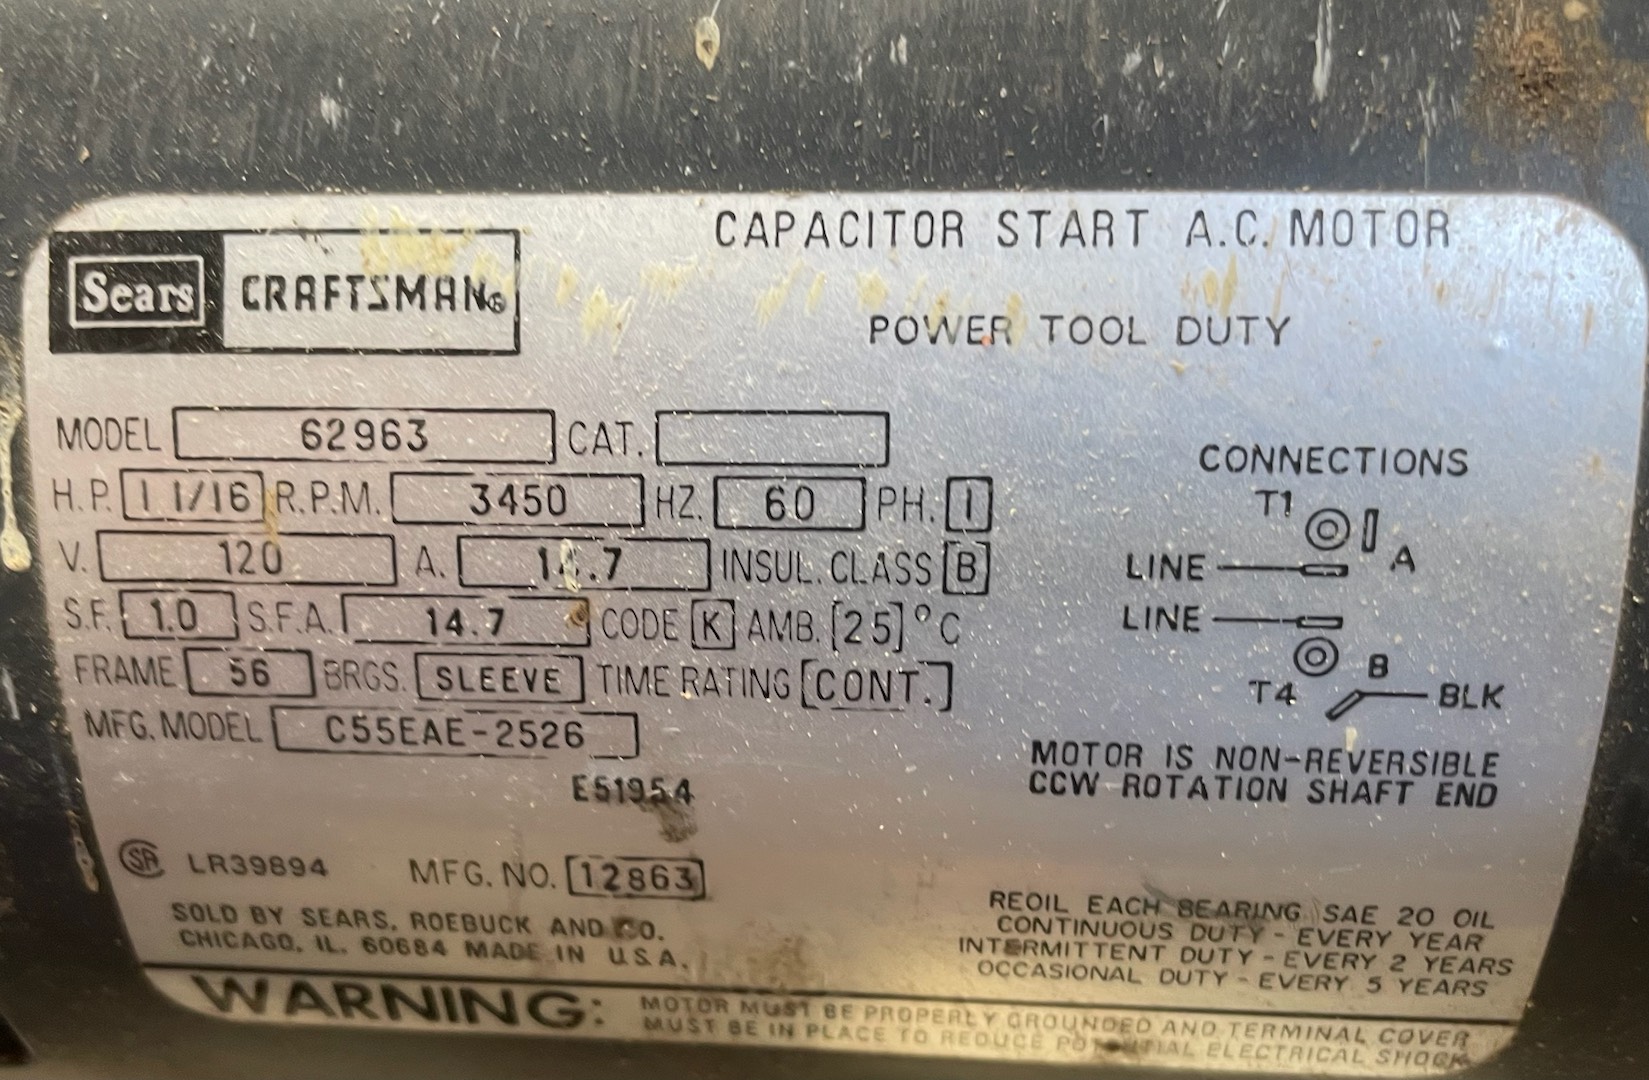 Sears CRAFTSMAN®
CAPACITOR START A.C. MOTOR
POWER TOOL DUTY
MODEL 62963 CAT.
H.P. 1 1/16 R.P.M. 3450 HZ. 60 PH. 1
V. 120 A. 14.7 INSUL. CLASS B
S.F. 1.0 S.F.A. 14.7 CODE K AMB. 25 °C
FRAME 56 BRGS. SLEEVE TIME RATING CONT.
MFG. MODEL C55EAE-2526
E51954
SA LR39894 MFG. NO. 12863
SOLD BY SEARS, ROEBUCK AND CO.
CHICAGO, IL. 60684 MADE IN U.S.A.
CONNECTIONS
T1
A
LINE
LINE
B
T4 BLK
MOTOR IS NON-REVERSIBLE
CCW ROTATION SHAFT END
REOIL EACH BEARING SAE 20 OIL
CONTINUOUS DUTY - EVERY YEAR
INTERMITTENT DUTY - EVERY 2 YEARS
OCCASIONAL DUTY - EVERY 5 YEARS
WARNING: MOTOR MUST BE PROPERLY GROUNDED AND TERMINAL COVER
MUST BE IN PLACE TO REDUCE POTENTIAL ELECTRICAL SHOCK